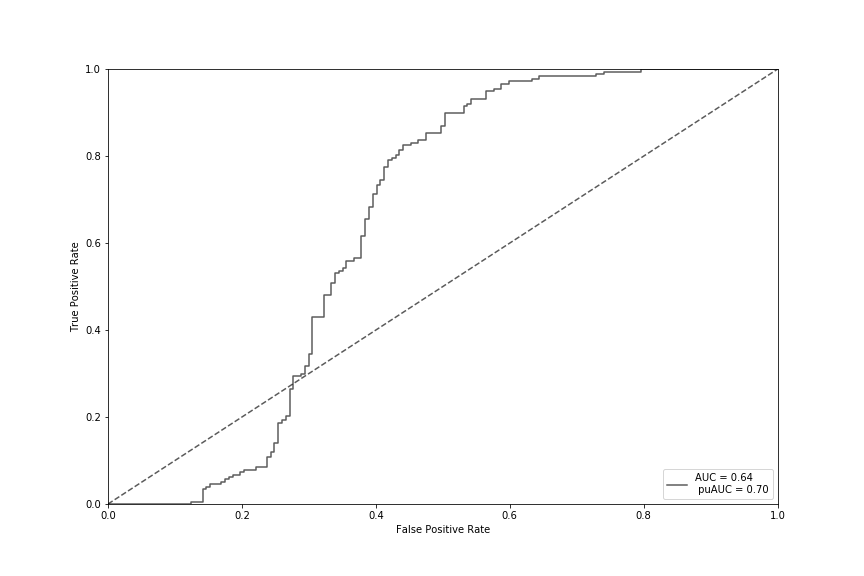 1.0
0.8
0.6
0.4
0.2
0.0
True Positive Rate
AUC = 0.64
puAUC = 0.70
0.0 0.2 0.4 0.6 0.8 1.0
False Positive Rate